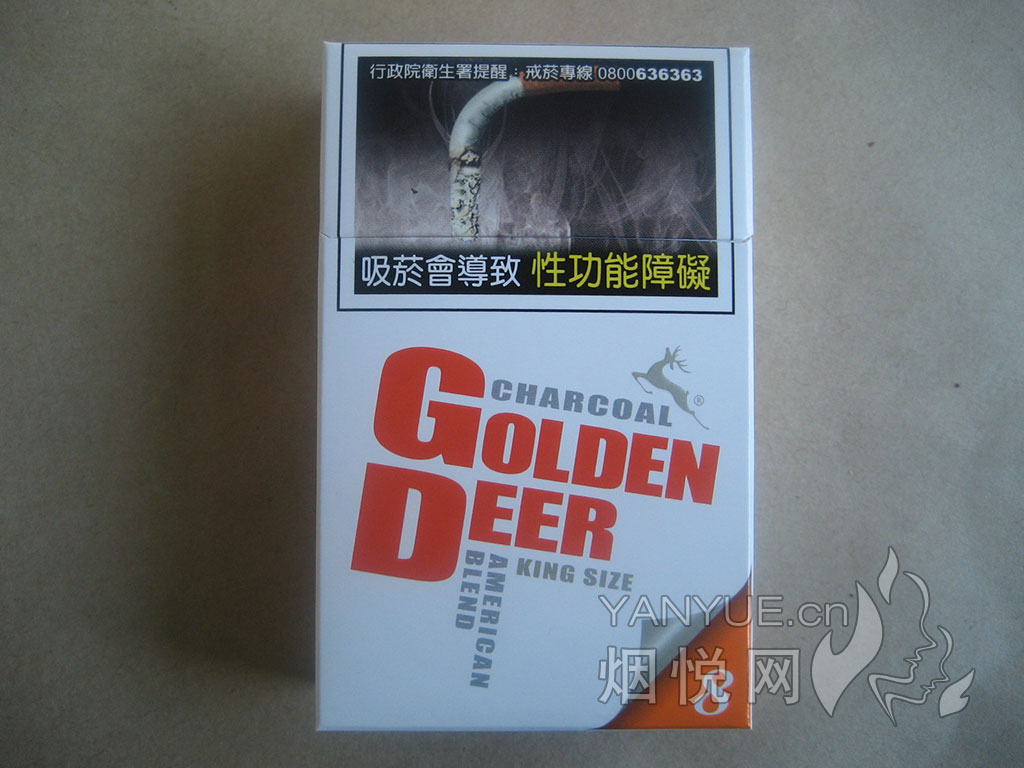 行政院衛生署提醒：戒菸專線 0800636363
吸菸會導致 性功能障礙
CHARCOAL
®
GOLDEN
DEER
KING SIZE
AMERICAN
BLEND
YANYUE.cn
烟悦网
8